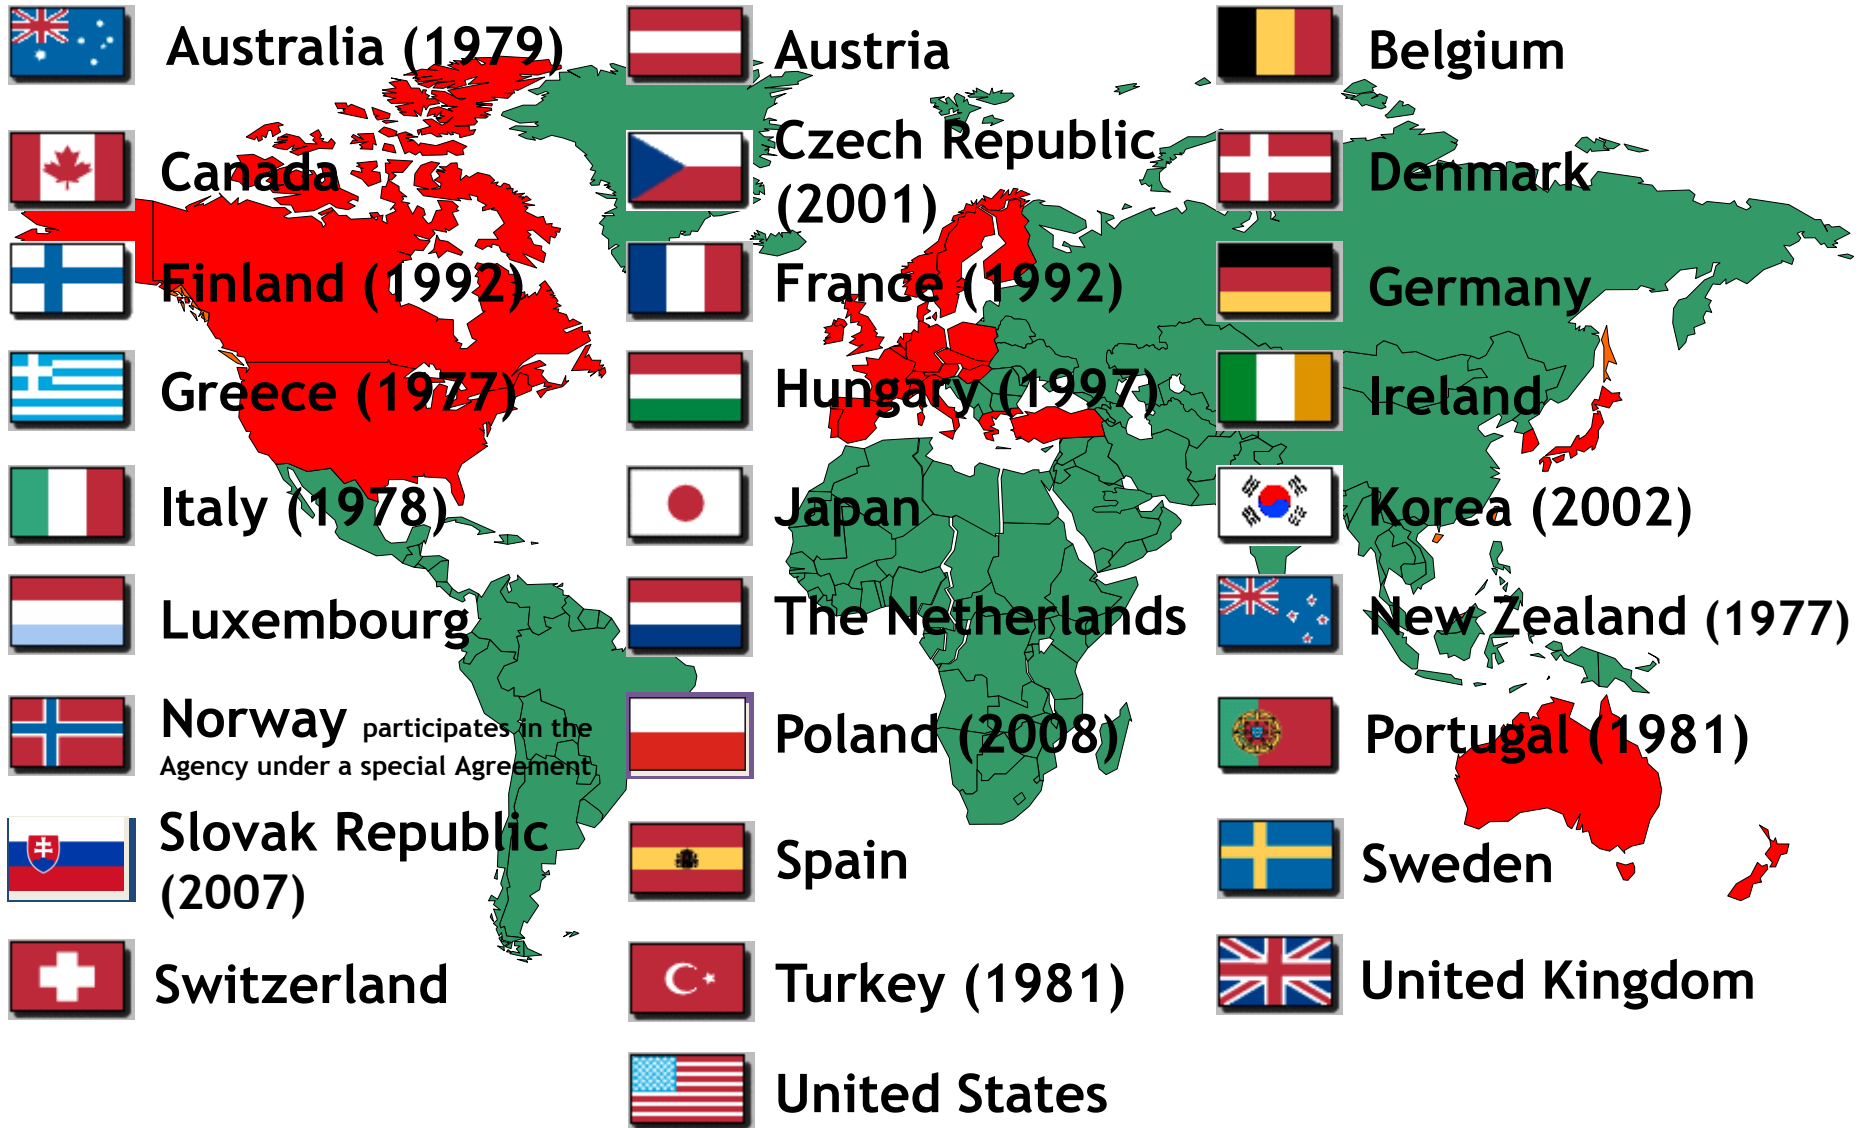 Australia (1979)
Austria
Belgium
Canada
Czech Republic
(2001)
Denmark
Finland (1992)
France (1992)
Germany
Greece (1977)
Hungary (1997)
Ireland
Italy (1978)
Japan
Korea (2002)
Luxembourg
The Netherlands
New Zealand (1977)
Norway participates in the
Agency under a special Agreement
Poland (2008)
Portugal (1981)
Slovak Republic
(2007)
Spain
Sweden
Switzerland
Turkey (1981)
United Kingdom
United States